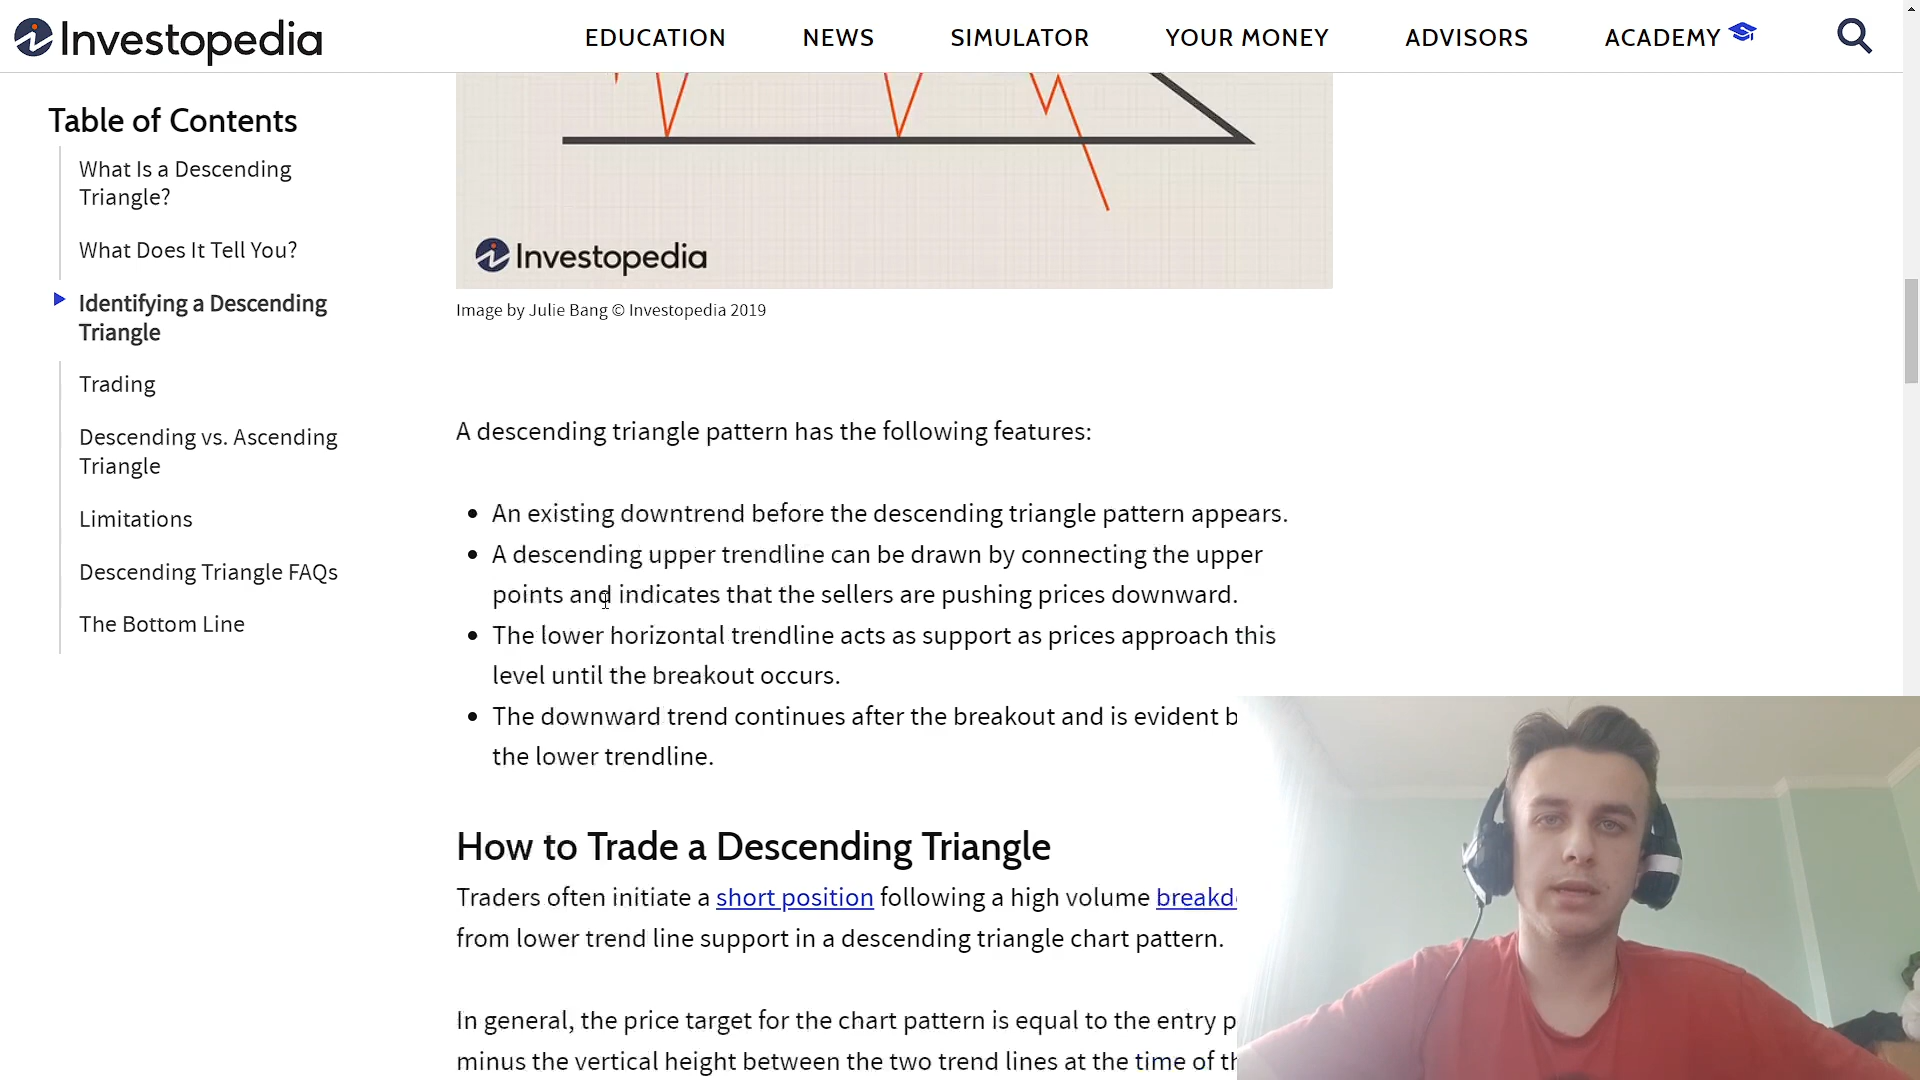 Investopedia
EDUCATION NEWS SIMULATOR YOUR MONEY ADVISORS ACADEMY
Table of Contents
What Is a Descending
Triangle?
What Does It Tell You?
Identifying a Descending
Triangle
Trading
Descending vs. Ascending
Triangle
Limitations
Descending Triangle FAQs
The Bottom Line
Investopedia
Image by Julie Bang © Investopedia 2019
A descending triangle pattern has the following features:
• An existing downtrend before the descending triangle pattern appears.
• A descending upper trendline can be drawn by connecting the upper
points and indicates that the sellers are pushing prices downward.
• The lower horizontal trendline acts as support as prices approach this
level until the breakout occurs.
• The downward trend continues after the breakout and is evident
the lower trendline.
How to Trade a Descending Triangle
Traders often initiate a short position following a high volume
from lower trend line support in a descending triangle chart pattern.
In general, the price target for the chart pattern is equal to the entry
minus the vertical height between the two trend lines at the time of